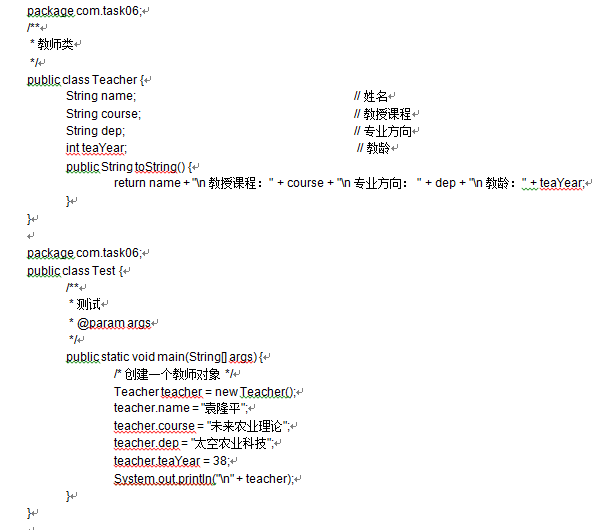 package com.task06;
/**
* 教师类
*/
public class Teacher {
String name; // 姓名
String course; // 教授课程
String dep; // 专业方向
int teaYear; // 教龄
public String toString() {
return name + "\n 教授课程：" + course + "\n 专业方向： " + dep + "\n 教龄：" + teaYear;
}
}
package com.task06;
public class Test {
/**
* 测试
* @param args
*/
public static void main(String[] args) {
/* 创建一个教师对象 */
Teacher teacher = new Teacher();
teacher.name = "袁隆平";
teacher.course = "未来农业理论";
teacher.dep = "太空农业科技";
teacher.teaYear = 38;
System.out.println("\n" + teacher);
}
}